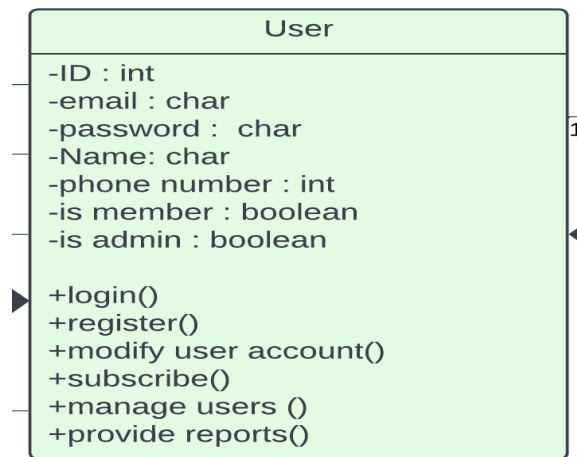 User
-ID : int
-email : char
-password :  char
-Name: char
-phone number : int
-is member : boolean
-is admin : boolean
+login()
+register()
+modify user account()
+subscribe()
+manage users ()
+provide reports()
1